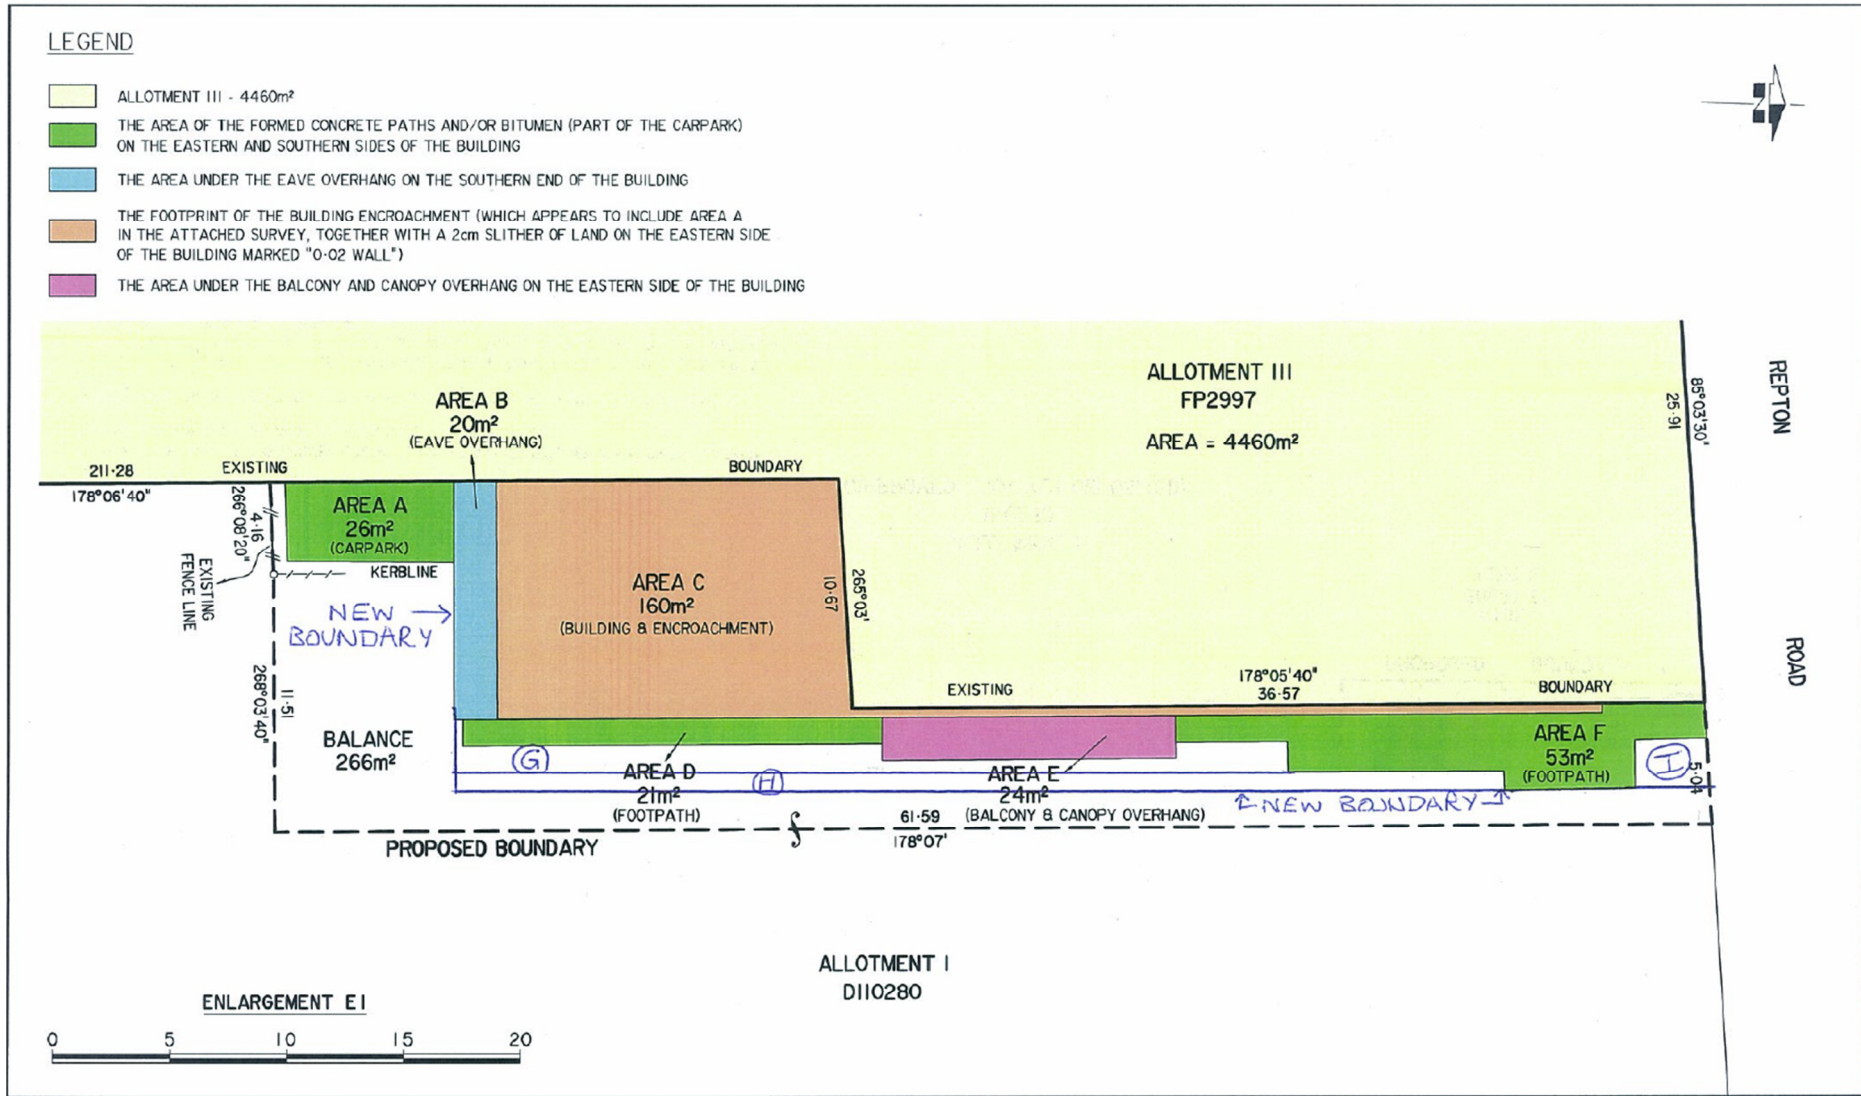 LEGEND
ALLOTMENT 111 - 4460m²
THE AREA OF THE FORMED CONCRETE PATHS AND/OR BITUMEN (PART OF THE CARPARK)
ON THE EASTERN AND SOUTHERN SIDES OF THE BUILDING
THE AREA UNDER THE EAVE OVERHANG ON THE SOUTHERN END OF THE BUILDING
THE FOOTPRINT OF THE BUILDING ENCROACHMENT (WHICH APPEARS TO INCLUDE AREA A
IN THE ATTACHED SURVEY, TOGETHER WITH A 2cm SLITHER OF LAND ON THE EASTERN SIDE
OF THE BUILDING MARKED "0·02 WALL")
THE AREA UNDER THE BALCONY AND CANOPY OVERHANG ON THE EASTERN SIDE OF THE BUILDING
N
ALLOTMENT 111
FP2997
AREA = 4460m²
REPTON
ROAD
85°03'30"
25·91
AREA B
20m²
(EAVE OVERHANG)
211·28
178°06'40"
EXISTING
BOUNDARY
AREA A
26m²
(CARPARK)
266°08'20"
4·16
EXISTING
FENCE LINE
KERBLINE
NEW
BOUNDARY
AREA C
160m²
(BUILDING & ENCROACHMENT)
265°03'
10·67
178°05'40"
36·57
EXISTING
BOUNDARY
268°03'40"
11·51
BALANCE
266m²
G
H
AREA D
21m²
(FOOTPATH)
AREA E
24m²
(BALCONY & CANOPY OVERHANG)
AREA F
53m²
(FOOTPATH)
I
5·04
NEW BOUNDARY
61·59
178°07'
PROPOSED BOUNDARY
ALLOTMENT 1
D110280
ENLARGEMENT E1
0 5 10 15 20